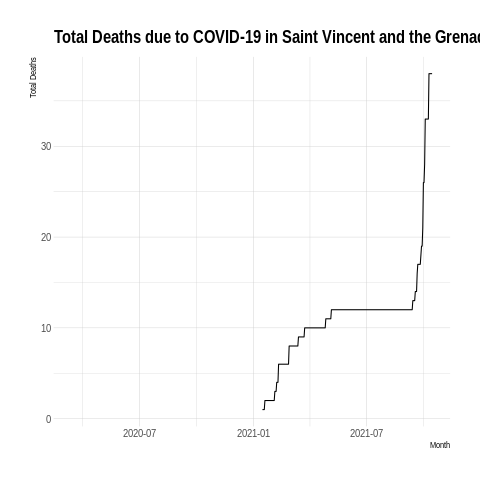 Total Deaths due to COVID-19 in Saint Vincent and the Grenad
Total Deaths
30
20
10
0
2020-07
2021-01
2021-07
Month